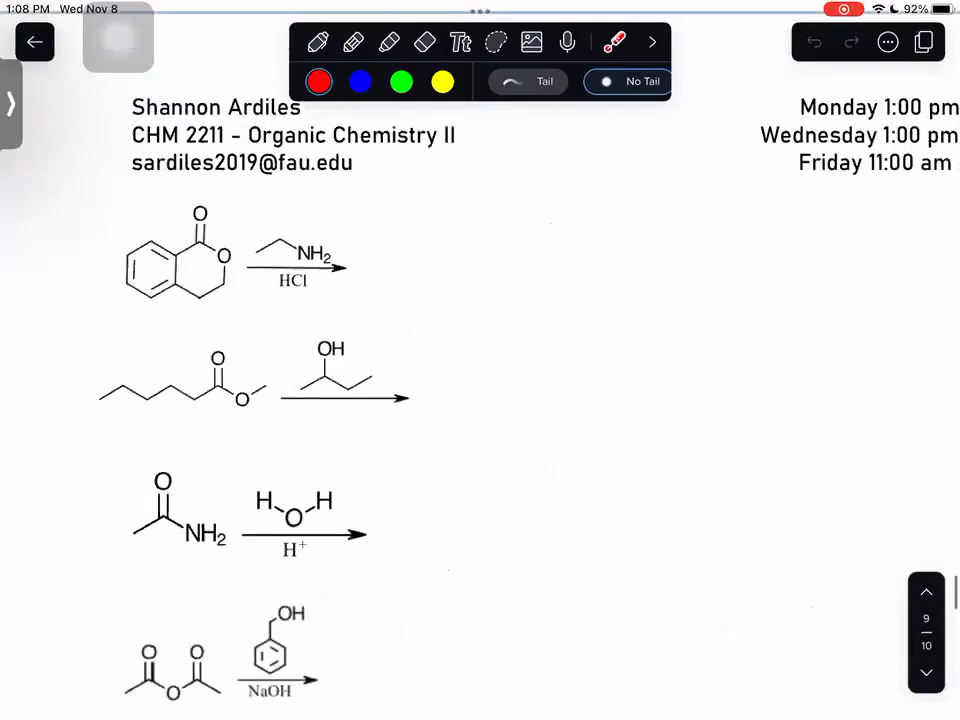 1:08 PM Wed Nov 8
92%
Tt
Tail
No Tail
Shannon Ardiles
CHM 2211 - Organic Chemistry II
sardiles2019@fau.edu
Monday 1:00 pm
Wednesday 1:00 pm
Friday 11:00 am
O
O
NH2
HCl
O
O
OH
O
NH2
H
O
H
H+
O
O
O
OH
NaOH
9
10